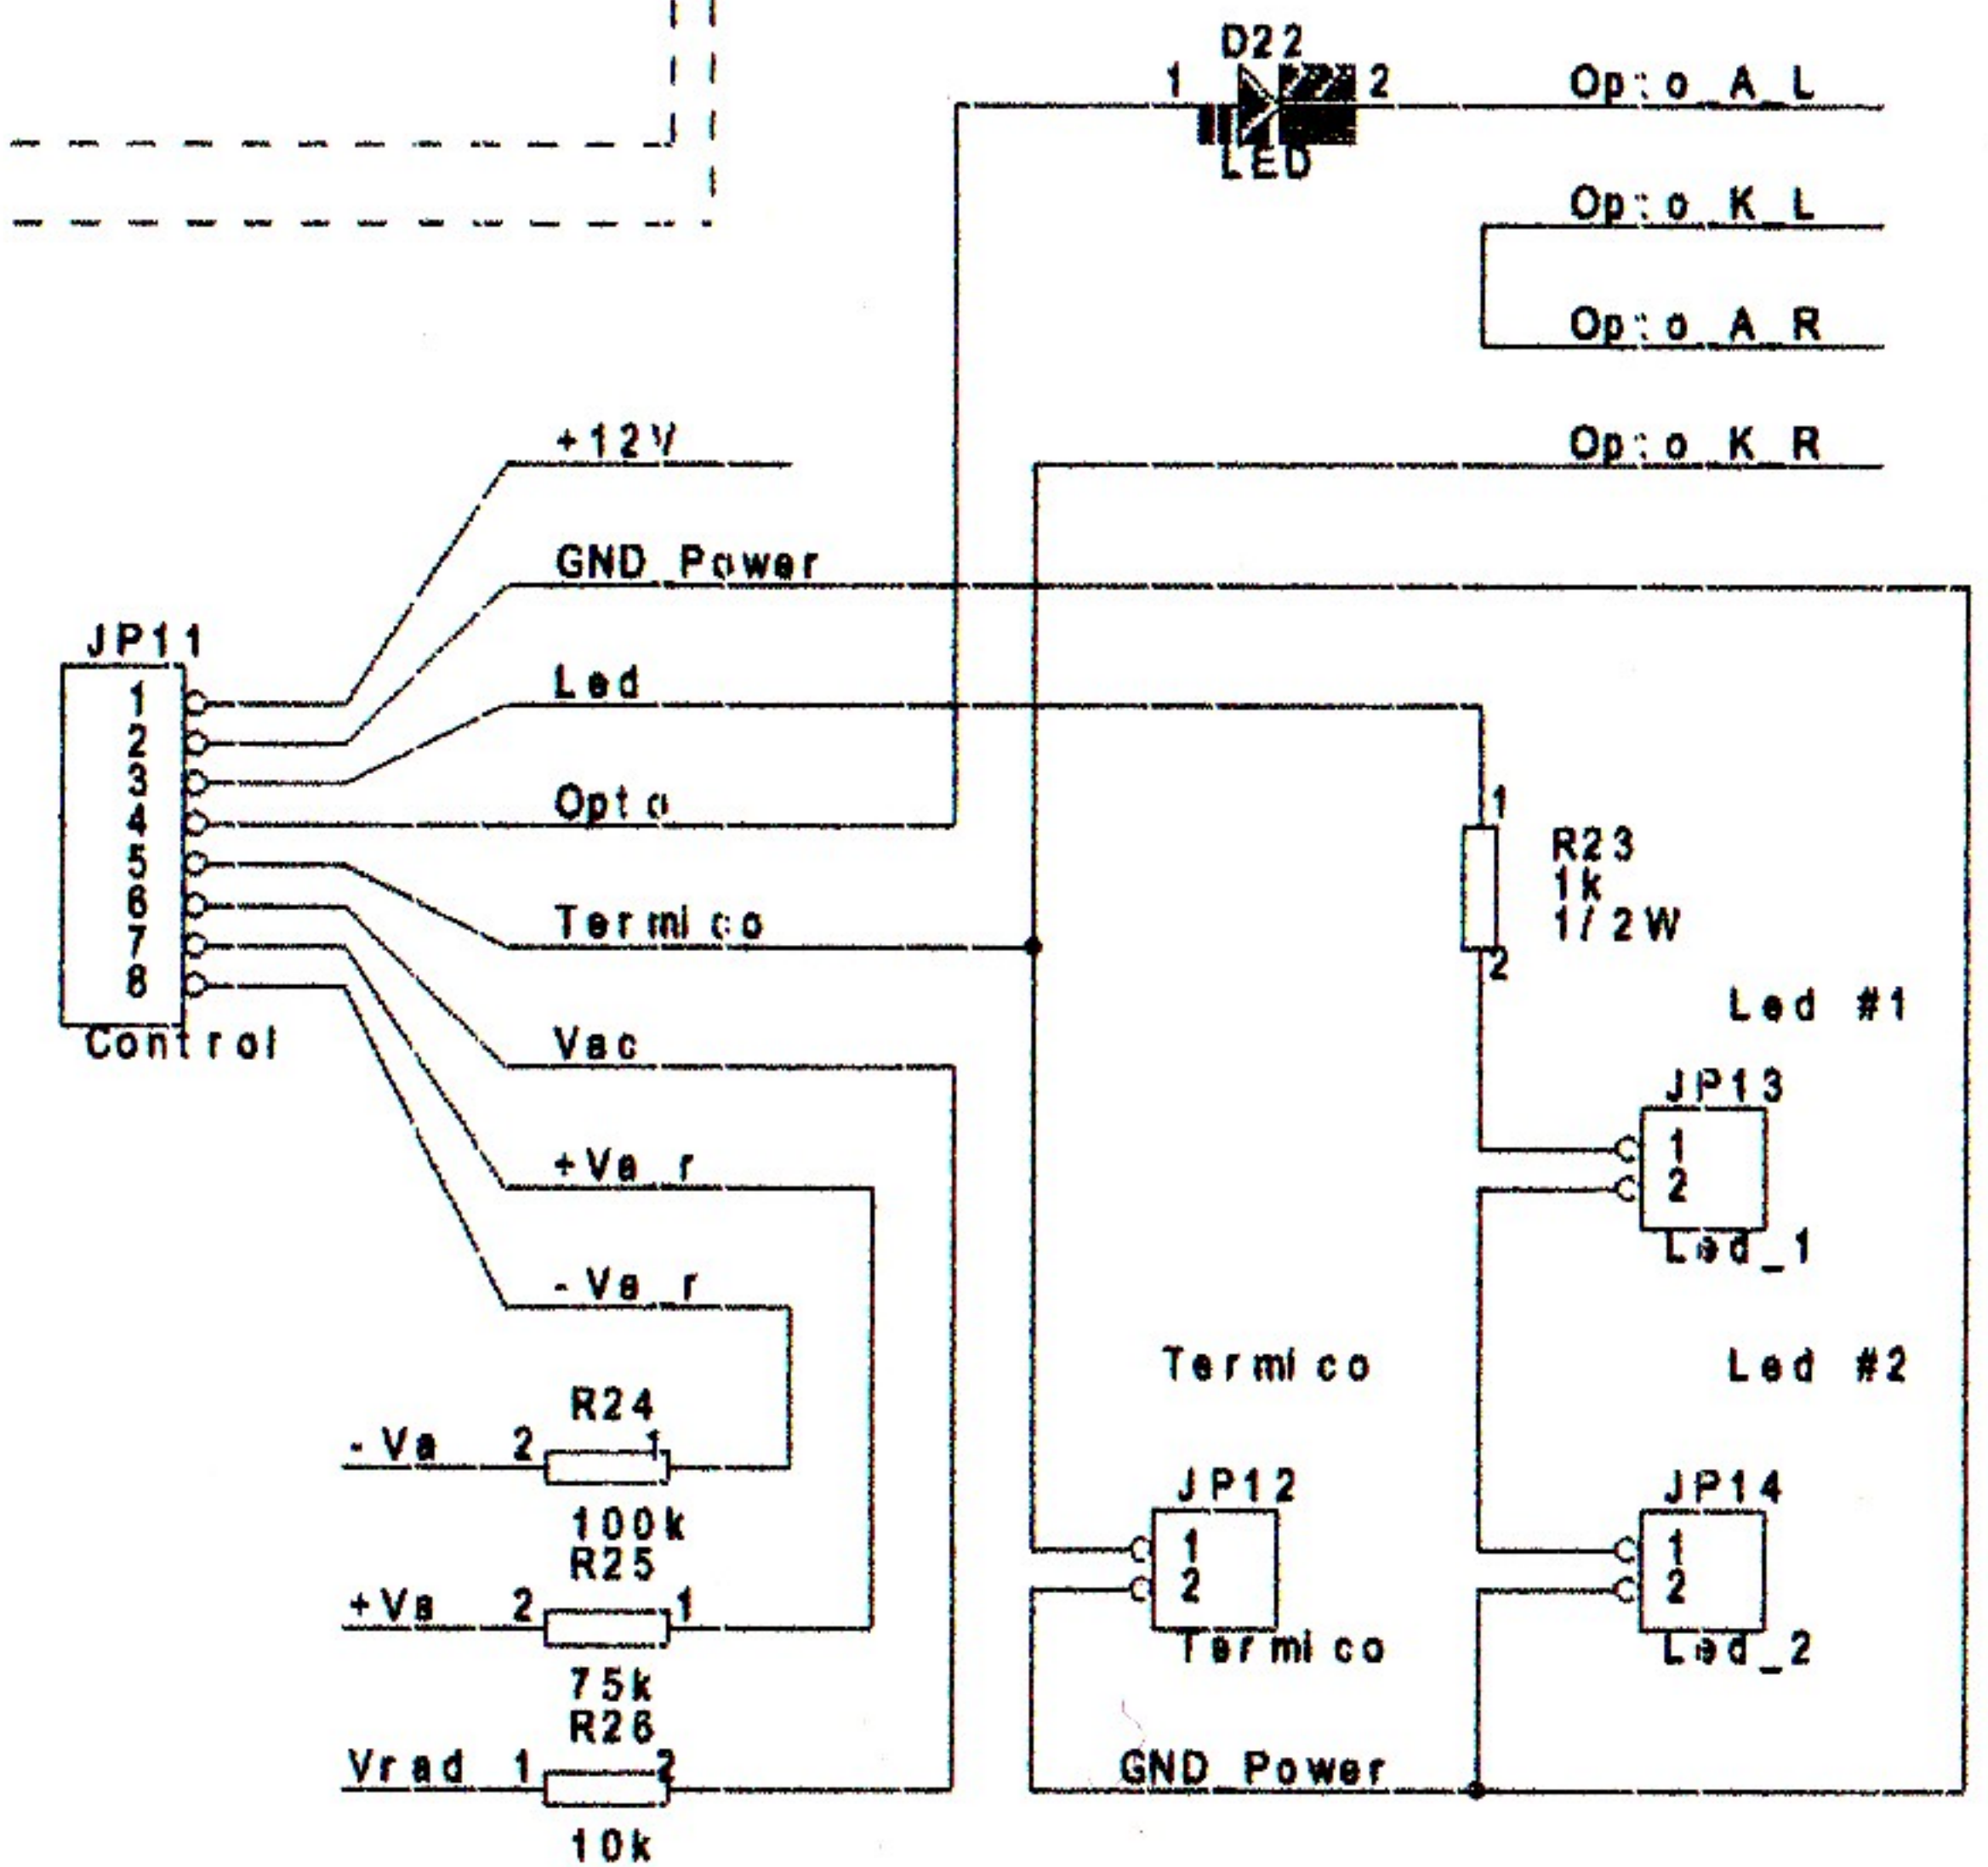 D22
1
2
LED
Opto_A_L
Opto_K_L
Opto_A_R
Opto_K_R
+12V
GND_Power
Led
Opto
Termico
Vac
+Va_r
-Va_r
JP11
1
2
3
4
5
6
7
8
Control
1
R23
1k
1/2W
2
Led #1
JP13
1
2
Led_1
Termico
Led #2
JP12
1
2
Termico
JP14
1
2
Led_2
GND_Power
R24
-Va 2 1
100k
R25
+Va 2 1
75k
R26
Vrad 1 2
10k